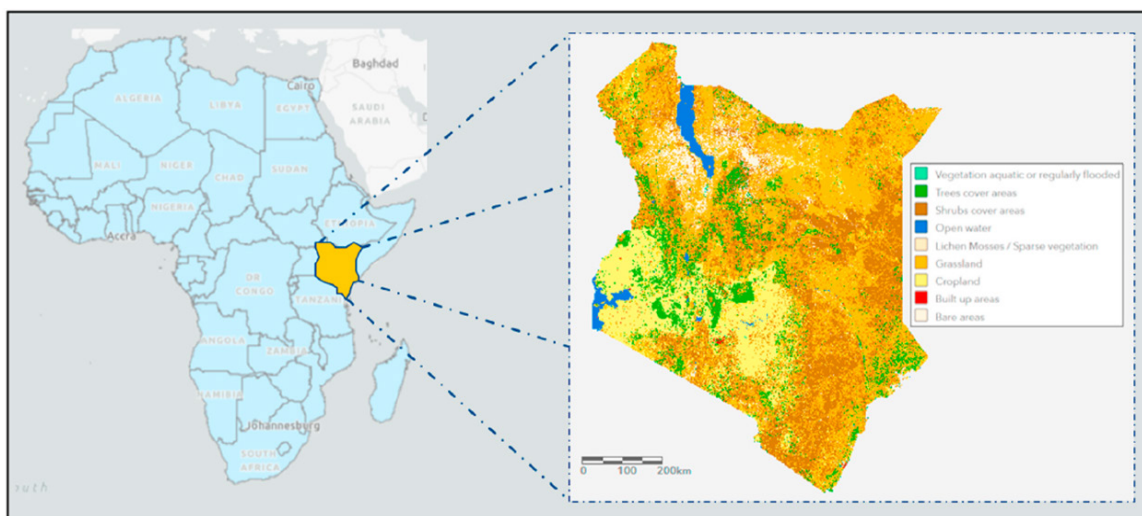 Baghdad
Cairo
ALGERIA
LIBYA
EGYPT
SAUDI
ARABIA
MALI
NIGER
CHAD
SUDAN
NIGERIA
ETHIOPIA
Accra
DR
CONGO
TANZANI
ANGOLA
ZAMBIA
NAMIBIA
Johannesburg
SOUTH
AFRICA
ruth
Vegetation aquatic or regularly flooded
Trees cover areas
Shrubs cover areas
Open water
Lichen Mosses / Sparse vegetation
Grassland
Cropland
Built up areas
Bare areas
0 100 200km